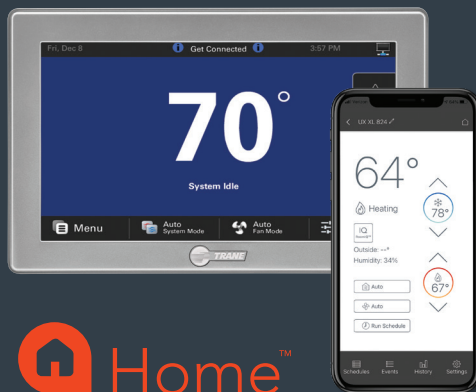 Fri, Dec 8
Get Connected
3:57 PM
70°
System Idle
Menu
Auto
System Mode
Auto
Fan Mode
TRANE
UX XL 824
64°
Heating
78°
IQ
Outside: --°
Humidity: 34%
67°
Auto
Auto
Run Schedule
Schedules
Events
History
Settings
Home™